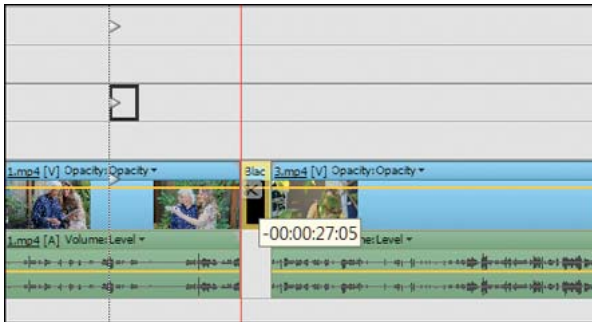 1.mp4 [V] Opacity:Opacity
Blac
3.mp4 [V] Opacity:Opacity
-00:00:27:05
1.mp4 [A] Volume:Level
:Level